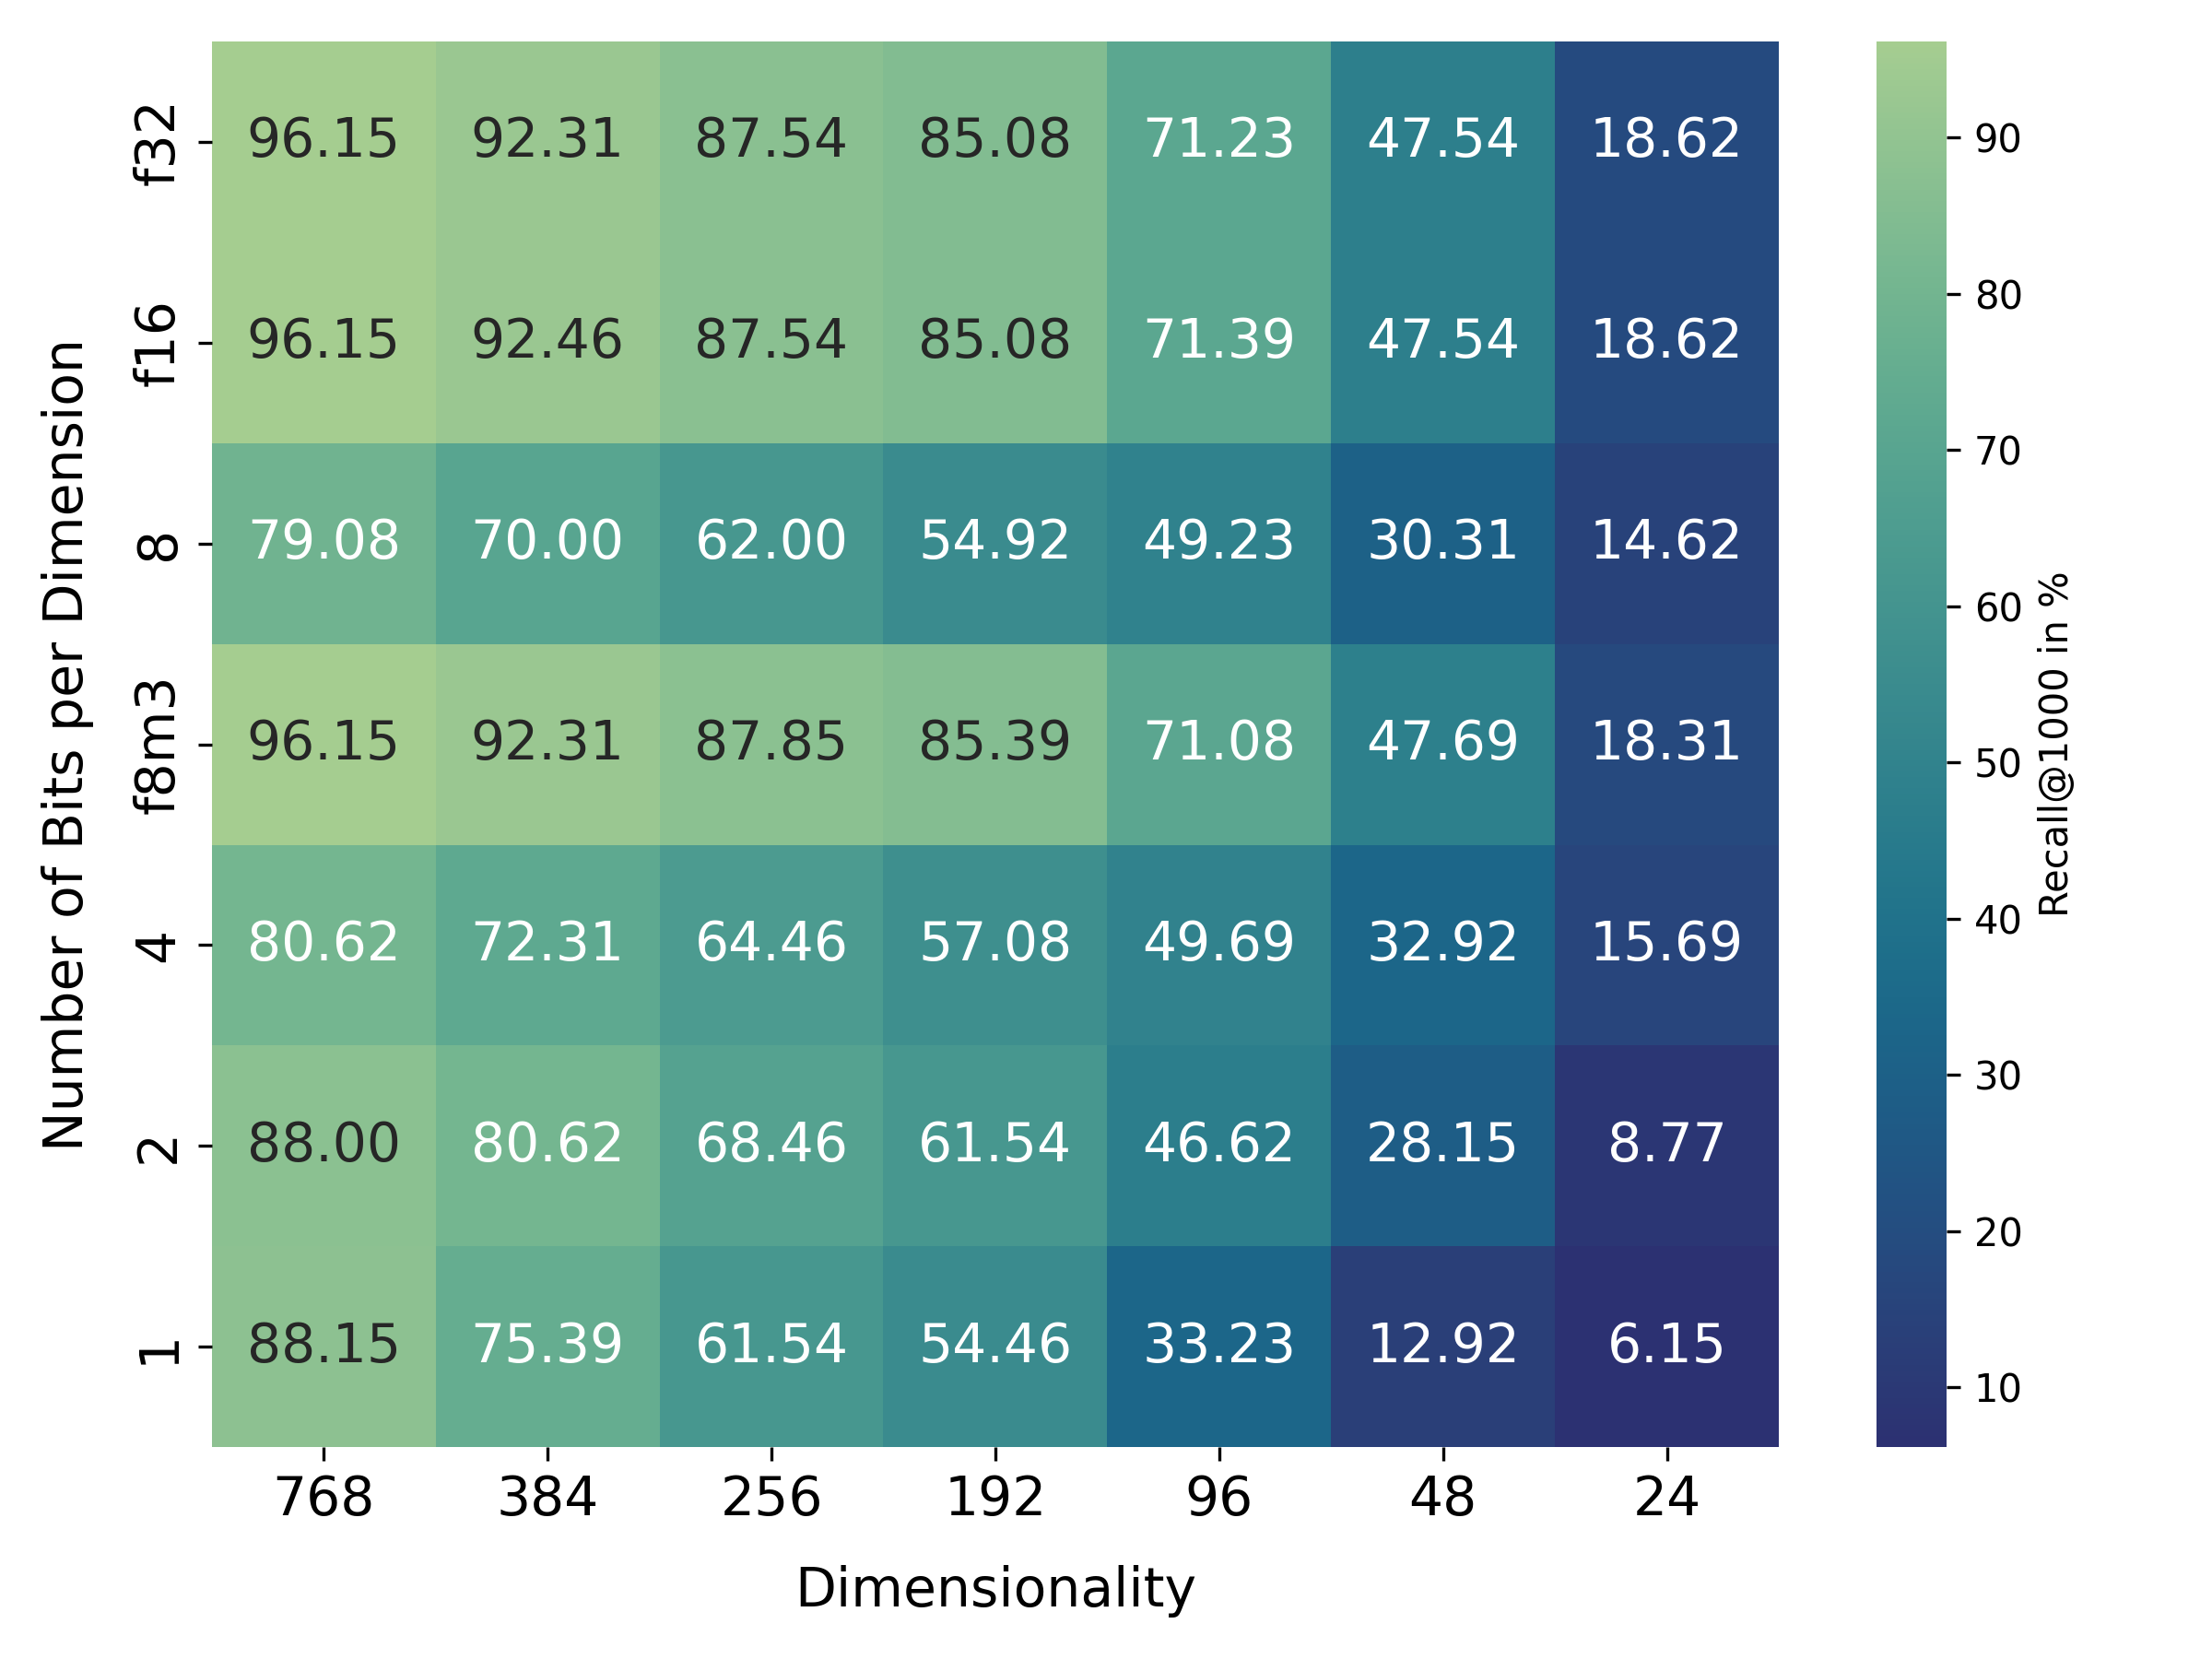 Number of Bits per Dimension
f32 96.15 92.31 87.54 85.08 71.23 47.54 18.62
f16 96.15 92.46 87.54 85.08 71.39 47.54 18.62
8 79.08 70.00 62.00 54.92 49.23 30.31 14.62
f8m3 96.15 92.31 87.85 85.39 71.08 47.69 18.31
4 80.62 72.31 64.46 57.08 49.69 32.92 15.69
2 88.00 80.62 68.46 61.54 46.62 28.15 8.77
1 88.15 75.39 61.54 54.46 33.23 12.92 6.15
768 384 256 192 96 48 24
Dimensionality
90
80
70
60
50
40
30
20
10
Recall@1000 in %